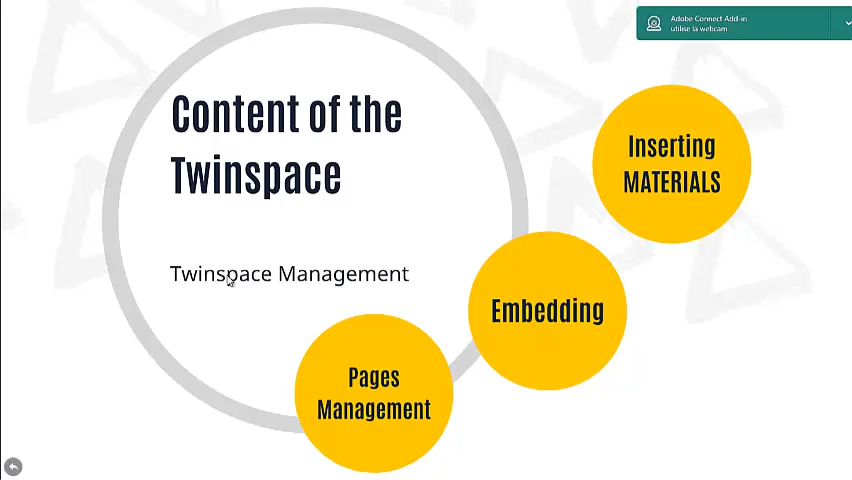 Adobe Connect Add-in
utilise la webcam
Content of the
Twinspace
Inserting
MATERIALS
Twinspace Management
Embedding
Pages
Management